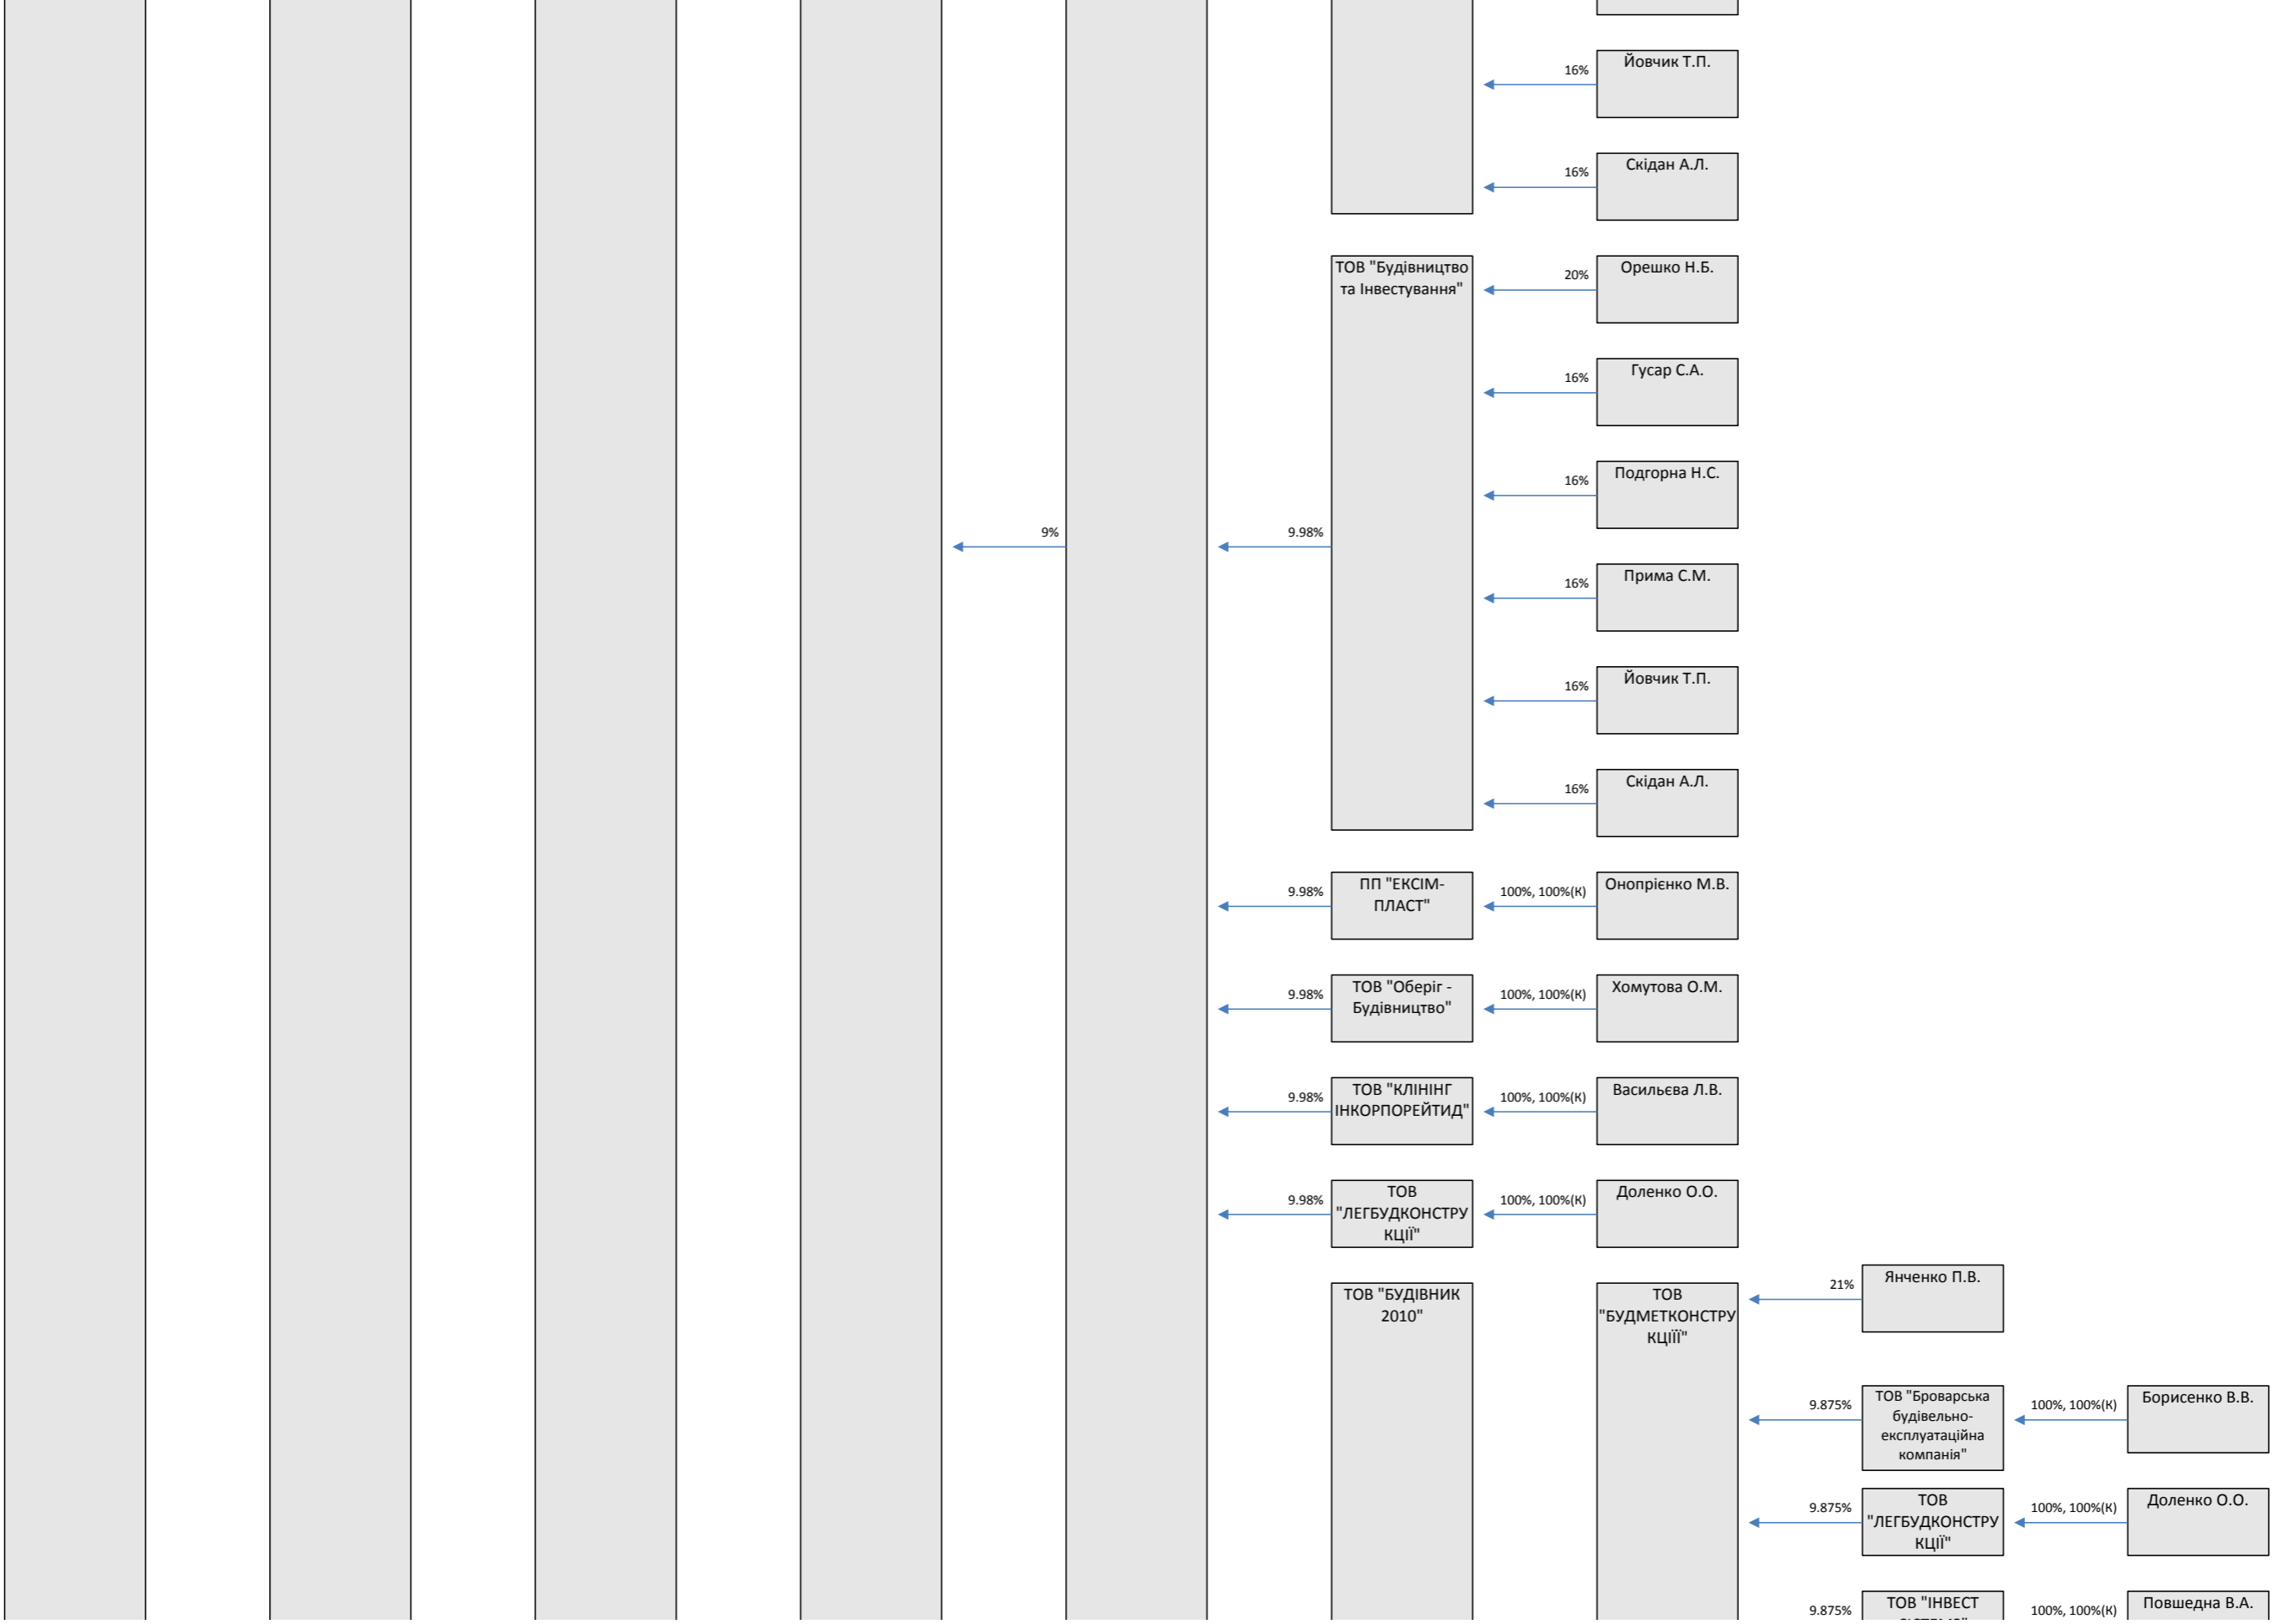 16%
Йовчик Т.П.
16%
Скідан А.Л.
ТОВ "Будівництво
та Інвестування"
20%
Орешко Н.Б.
16%
Гусар С.А.
16%
Подгорна Н.С.
9%
9.98%
16%
Прима С.М.
16%
Йовчик Т.П.
16%
Скідан А.Л.
9.98%
ПП "ЕКСІМ-
ПЛАСТ"
100%, 100%(К)
Онопрієнко М.В.
9.98%
ТОВ "Оберіг -
Будівництво"
100%, 100%(К)
Хомутова О.М.
9.98%
ТОВ "КЛІНІНГ
ІНКОРПОРЕЙТИД"
100%, 100%(К)
Васильєва Л.В.
9.98%
ТОВ
"ЛЕГБУДКОНСТРУ
КЦІЇ"
100%, 100%(К)
Доленко О.О.
ТОВ "БУДІВНИК
2010"
ТОВ
"БУДМЕТКОНСТРУ
КЦІЇЇ"
21%
Янченко П.В.
9.875%
ТОВ "Броварська
будівельно-
експлуатаційна
компанія"
100%, 100%(К)
Борисенко В.В.
9.875%
ТОВ
"ЛЕГБУДКОНСТРУ
КЦІЇ"
100%, 100%(К)
Доленко О.О.
9.875%
ТОВ "ІНВЕСТ
100%, 100%(К)
Повшедна В.А.